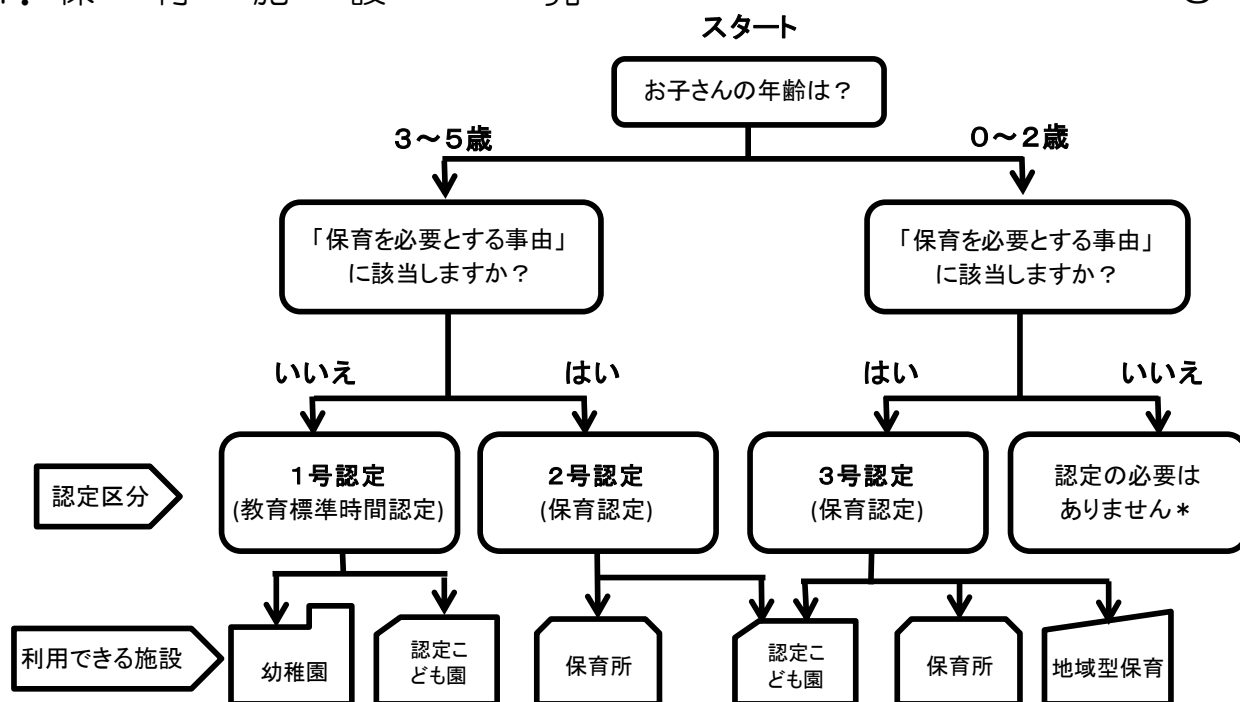 スタート
お子さんの年齢は？
3～5歳
0～2歳
「保育を必要とする事由」
に該当しますか？
「保育を必要とする事由」
に該当しますか？
いいえ
はい
はい
いいえ
認定区分
1号認定
(教育標準時間認定)
2号認定
(保育認定)
3号認定
(保育認定)
認定の必要は
ありません＊
利用できる施設
幼稚園
認定こ
ども園
保育所
認定こ
ども園
保育所
地域型保育